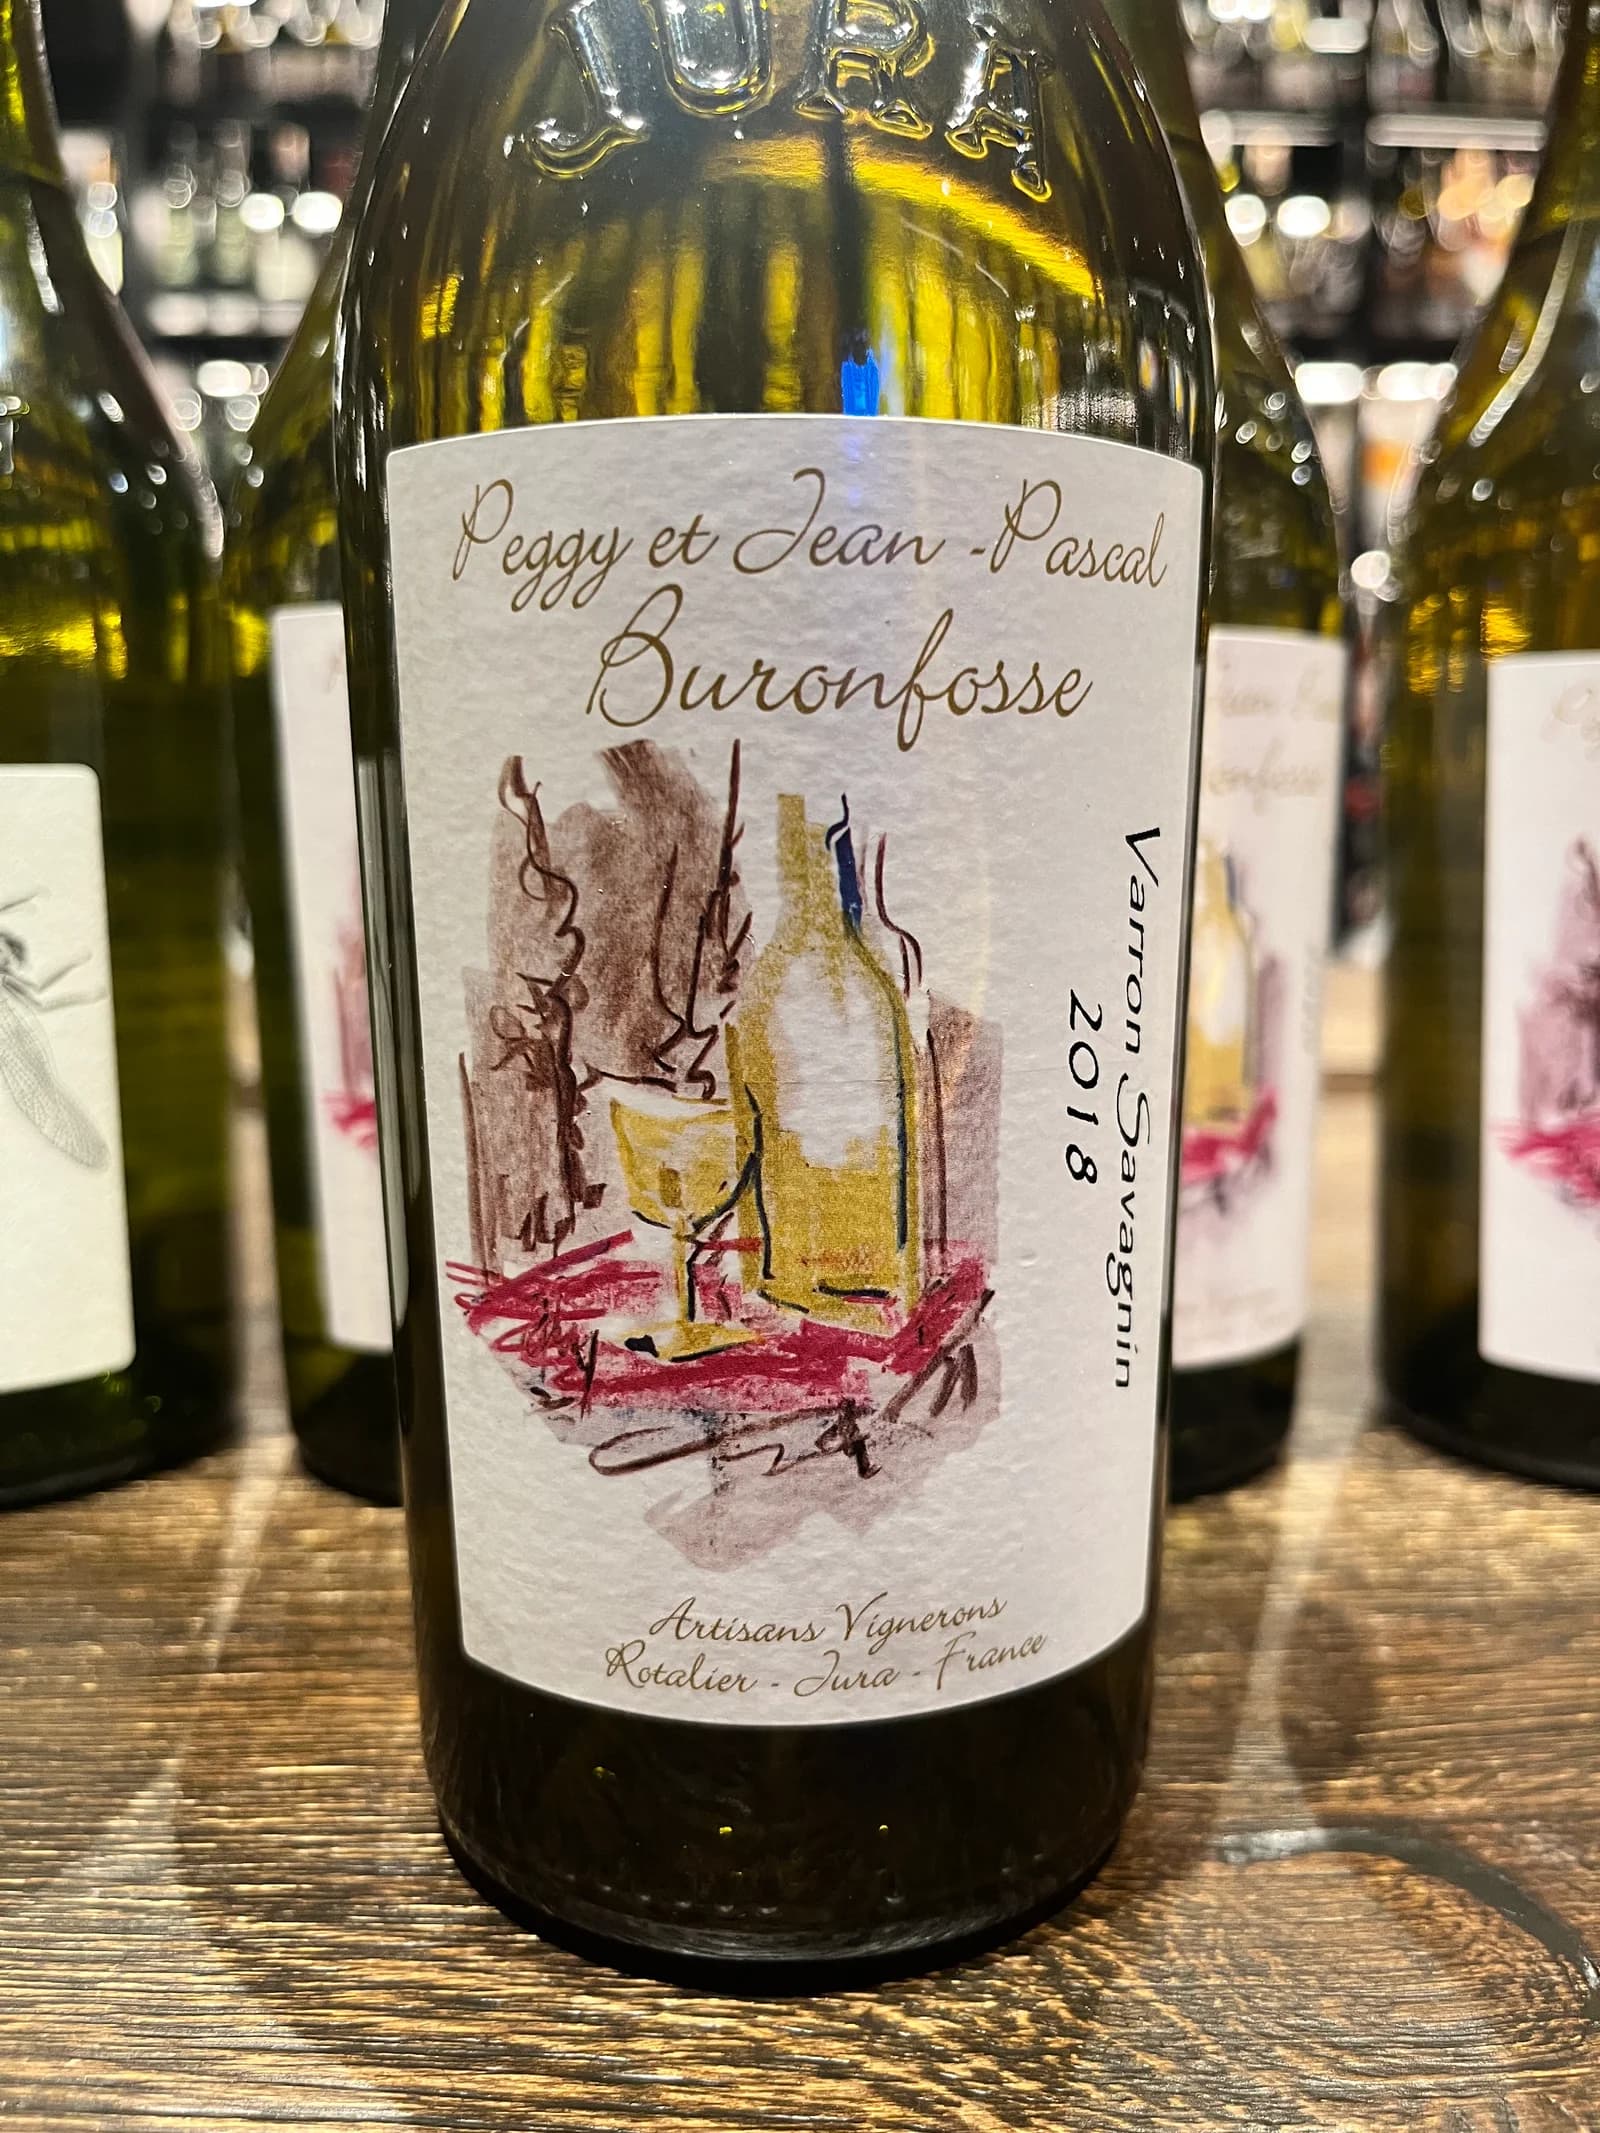 JURA
Peggy et Jean-Pascal
Buronfosse
Varron Savagnin
2018
Artisans Vignerons
Rotalier - Jura - France